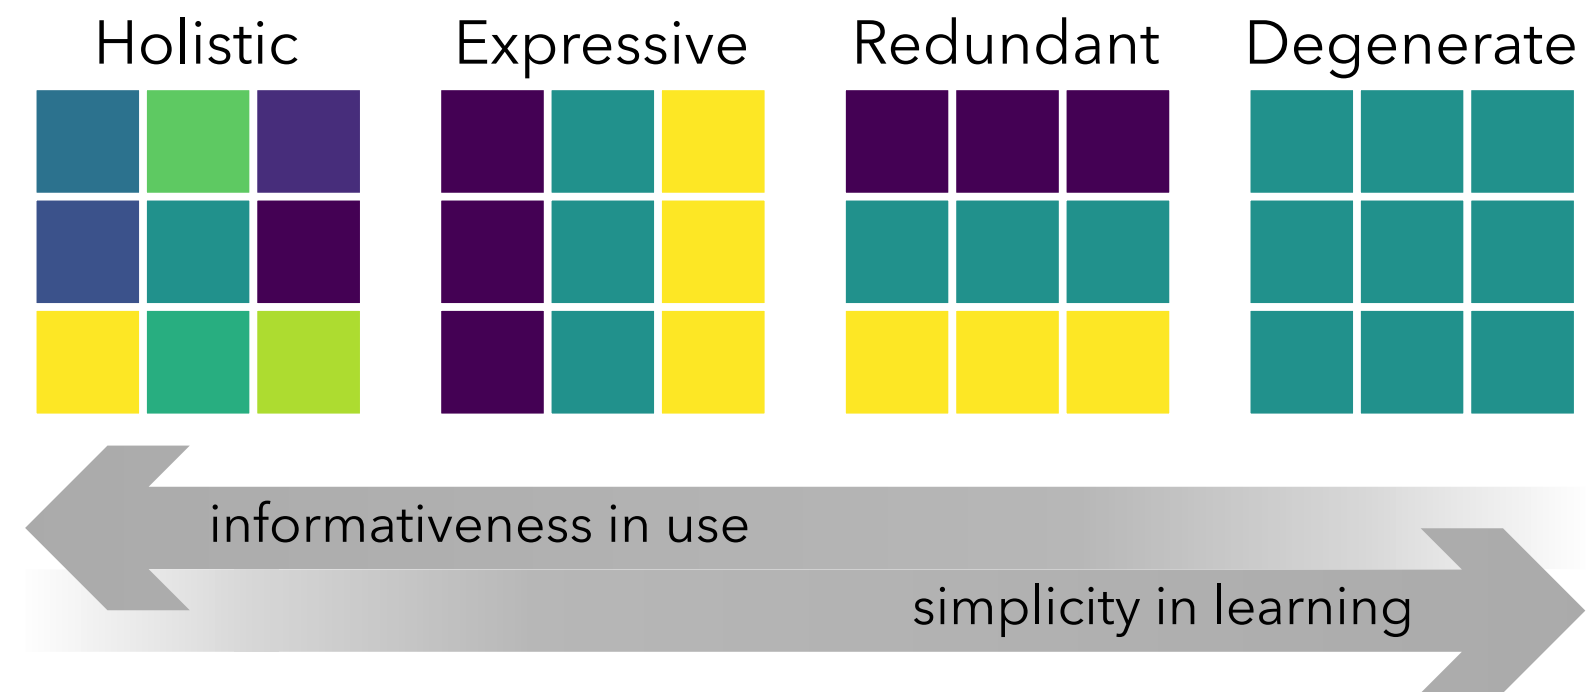 Holistic Expressive Redundant Degenerate
informativeness in use
simplicity in learning